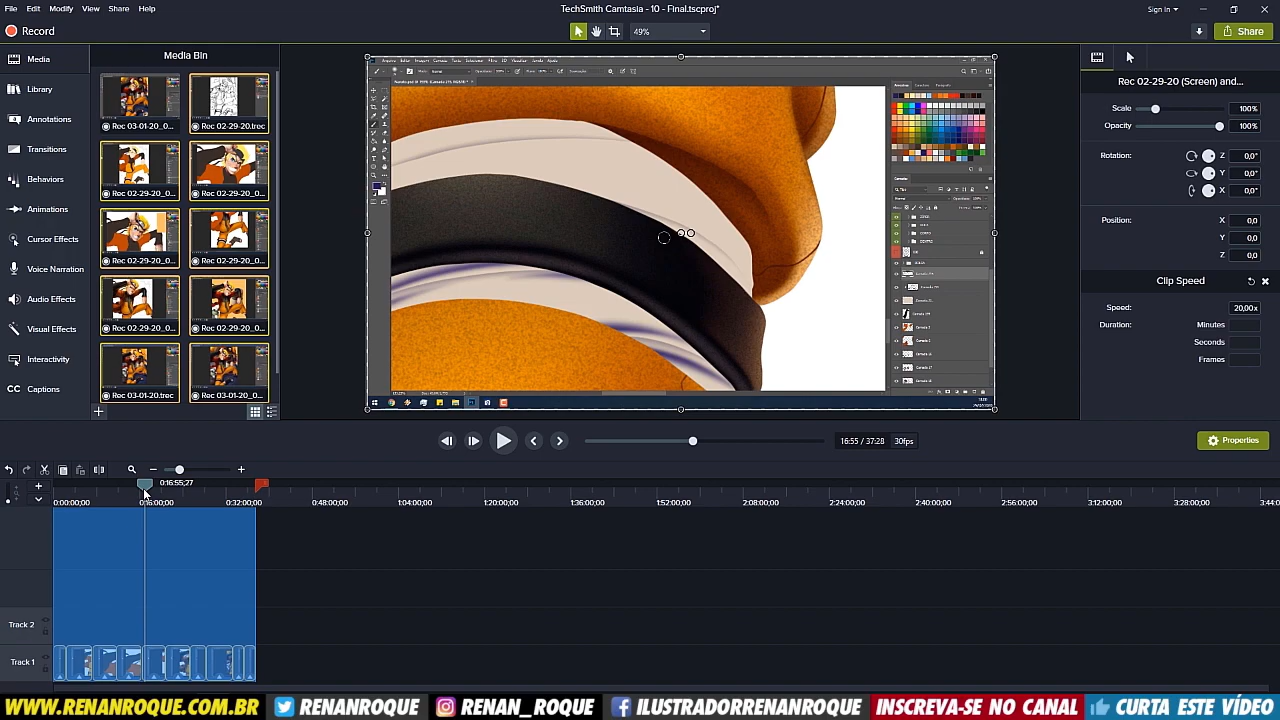 File Edit Modify View Share Help
TechSmith Camtasia - 10 - Final.tscproj*
Sign In
Record
49%
Share
Media
Library
Annotations
Transitions
Behaviors
Animations
Cursor Effects
Voice Narration
Audio Effects
Visual Effects
Interactivity
CC Captions
Media Bin
Rec 03-01-20_0... Rec 02-29-20.trec
Rec 02-29-20_0... Rec 02-29-20_0...
Rec 02-29-20_0... Rec 02-29-20_0...
Rec 02-29-20_0... Rec 02-29-20_0...
Rec 03-01-20.trec Rec 03-01-20_0...
Rec 02-29-20 (Screen) and...
Scale 100%
Opacity 100%
Rotation: Z 0,0°
Y 0,0°
X 0,0°
Position: X 0,0
Y 0,0
Z 0,0
Clip Speed
Speed: 20,00x
Duration: Minutes
Seconds
Frames
16:55 / 37:28 30fps
Properties
0:16:55;27
0:00:00;00 0:16:00;00 0:32:00;00 0:48:00;00 1:04:00;00 1:20:00;00 1:36:00;00 1:52:00;00 2:08:00;00 2:24:00;00 2:40:00;00 2:56:00;00 3:12:00;00 3:28:00;00 3:44:0
Track 2
Track 1
WWW.RENANROQUE.COM.BR RENANROQUE RENAN_ROQUE ILUSTRADORRENANROQUE INSCREVA-SE NO CANAL CURTA ESTE VÍDEO